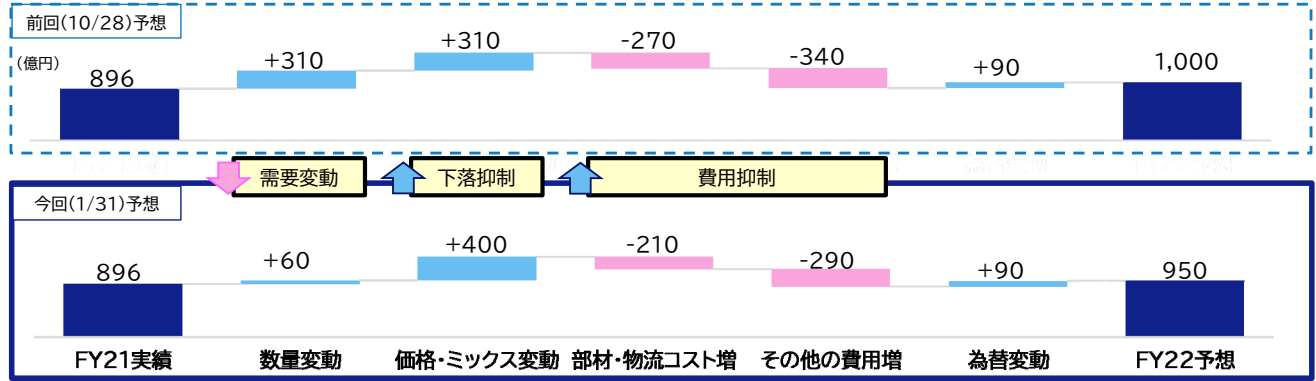 前回(10/28)予想
(億円)
896
+310
+310
-270
-340
+90
1,000
需要変動
下落抑制
費用抑制
今回(1/31)予想
896
+60
+400
-210
-290
+90
950
FY21実績
数量変動
価格・ミックス変動
部材・物流コスト増
その他の費用増
為替変動
FY22予想